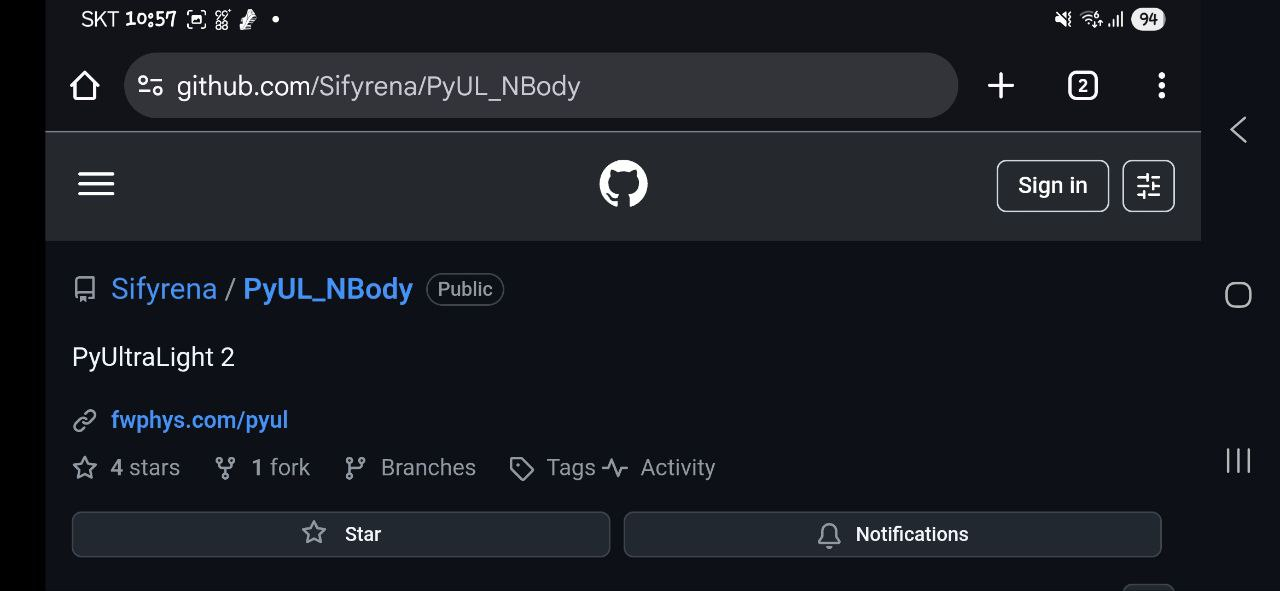 SKT 10:57
94
github.com/Sifyrena/PyUL_NBody
2
Sign in
Sifyrena / PyUL_NBody Public
PyUltraLight 2
fwphys.com/pyul
4 stars 1 fork Branches Tags Activity
Star
Notifications